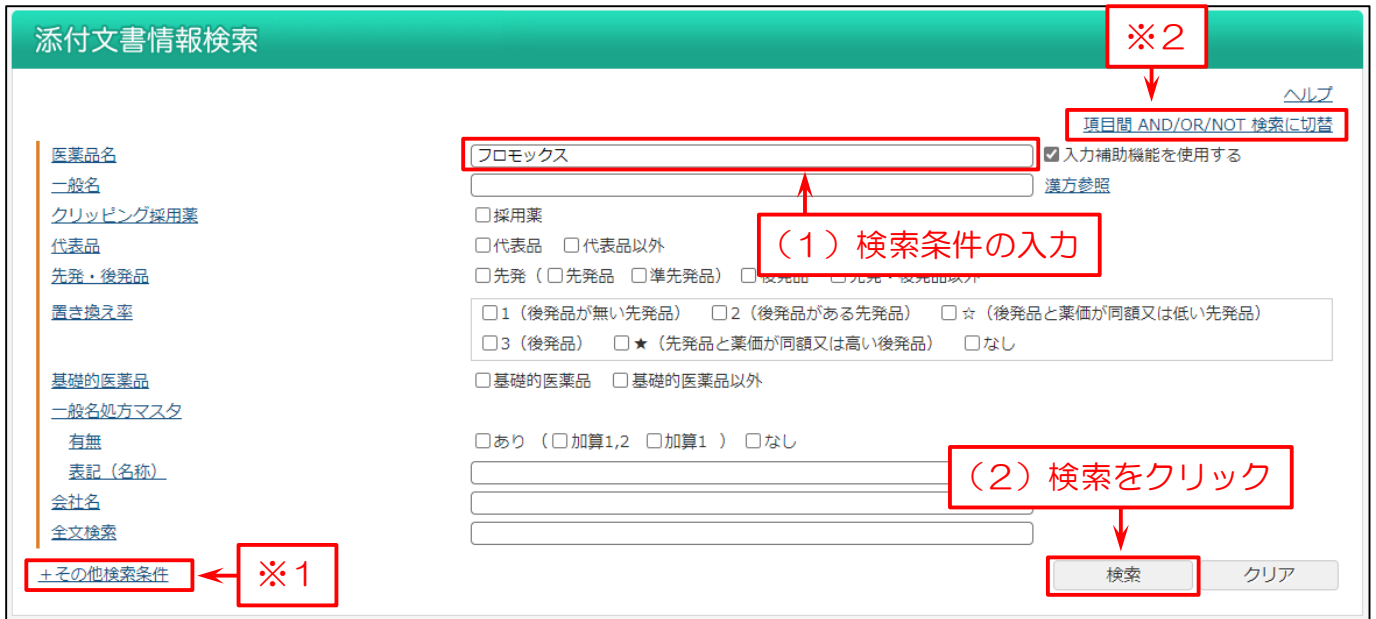 添付文書情報検索
※2
ヘルプ
項目間 AND/OR/NOT 検索に切替
医薬品名 フロモックス 入力補助機能を使用する
一般名 漢方参照
クリッピング採用薬 採用薬
代表品 代表品 代表品以外
(1)検索条件の入力
先発・後発品 先発(先発品 準先発品) 後発品 先発・後発品以外
置き換え率 1(後発品が無い先発品) 2(後発品がある先発品) ☆(後発品と薬価が同額又は低い先発品)
3(後発品) ★(先発品と薬価が同額又は高い後発品) なし
基礎的医薬品 基礎的医薬品 基礎的医薬品以外
一般名処方マスタ
有無 あり (加算1,2 加算1 ) なし
表記(名称)
(2)検索をクリック
会社名
全文検索
+その他検索条件 ※1 検索 クリア